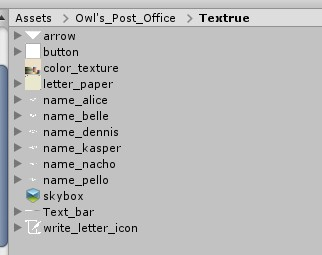 Assets > Owl's_Post_Office > Textrue
arrow
button
color_texture
letter_paper
name_alice
name_belle
name_dennis
name_kasper
name_nacho
name_pello
skybox
Text_bar
write_letter_icon